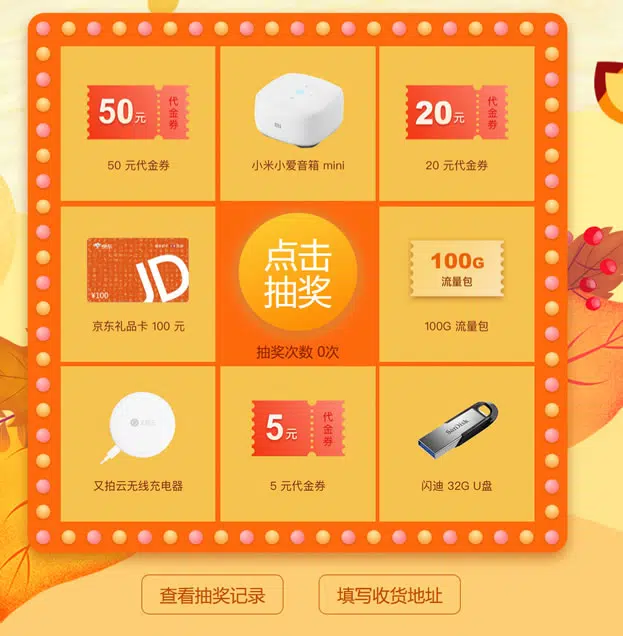 50元
代金券
50 元代金券
小米小爱音箱 mini
20元
代金券
20 元代金券
JD
¥100
京东礼品卡 100 元
点击
抽奖
抽奖次数 0次
100G
流量包
100G 流量包
又拍云无线充电器
5元
代金券
5 元代金券
SanDisk
闪迪 32G U盘
查看抽奖记录
填写收货地址